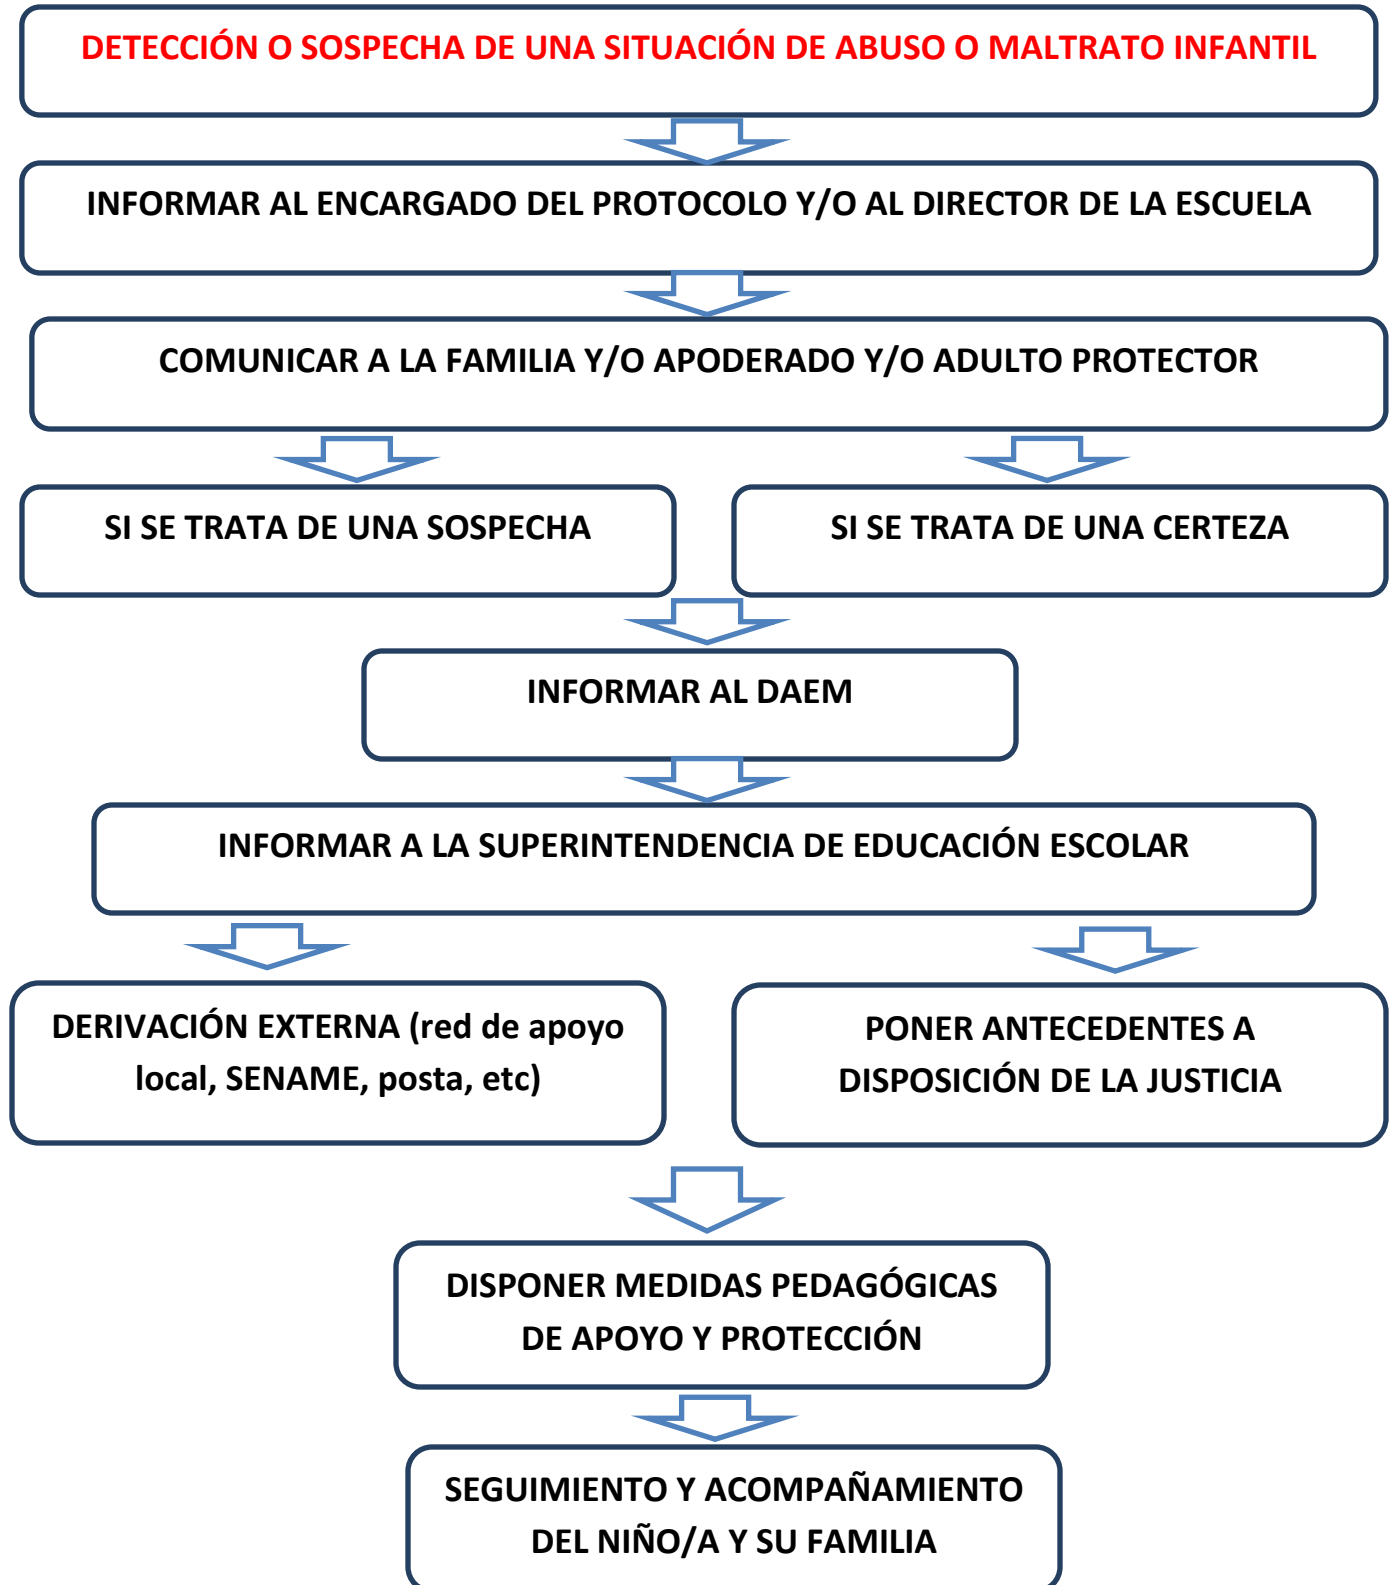 DETECCIÓN O SOSPECHA DE UNA SITUACIÓN DE ABUSO O MALTRATO INFANTIL
INFORMAR AL ENCARGADO DEL PROTOCOLO Y/O AL DIRECTOR DE LA ESCUELA
COMUNICAR A LA FAMILIA Y/O APODERADO Y/O ADULTO PROTECTOR
SI SE TRATA DE UNA SOSPECHA
SI SE TRATA DE UNA CERTEZA
INFORMAR AL DAEM
INFORMAR A LA SUPERINTENDENCIA DE EDUCACIÓN ESCOLAR
DERIVACIÓN EXTERNA (red de apoyo
local, SENAME, posta, etc)
PONER ANTECEDENTES A
DISPOSICIÓN DE LA JUSTICIA
DISPONER MEDIDAS PEDAGÓGICAS
DE APOYO Y PROTECCIÓN
SEGUIMIENTO Y ACOMPAÑAMIENTO
DEL NIÑO/A Y SU FAMILIA